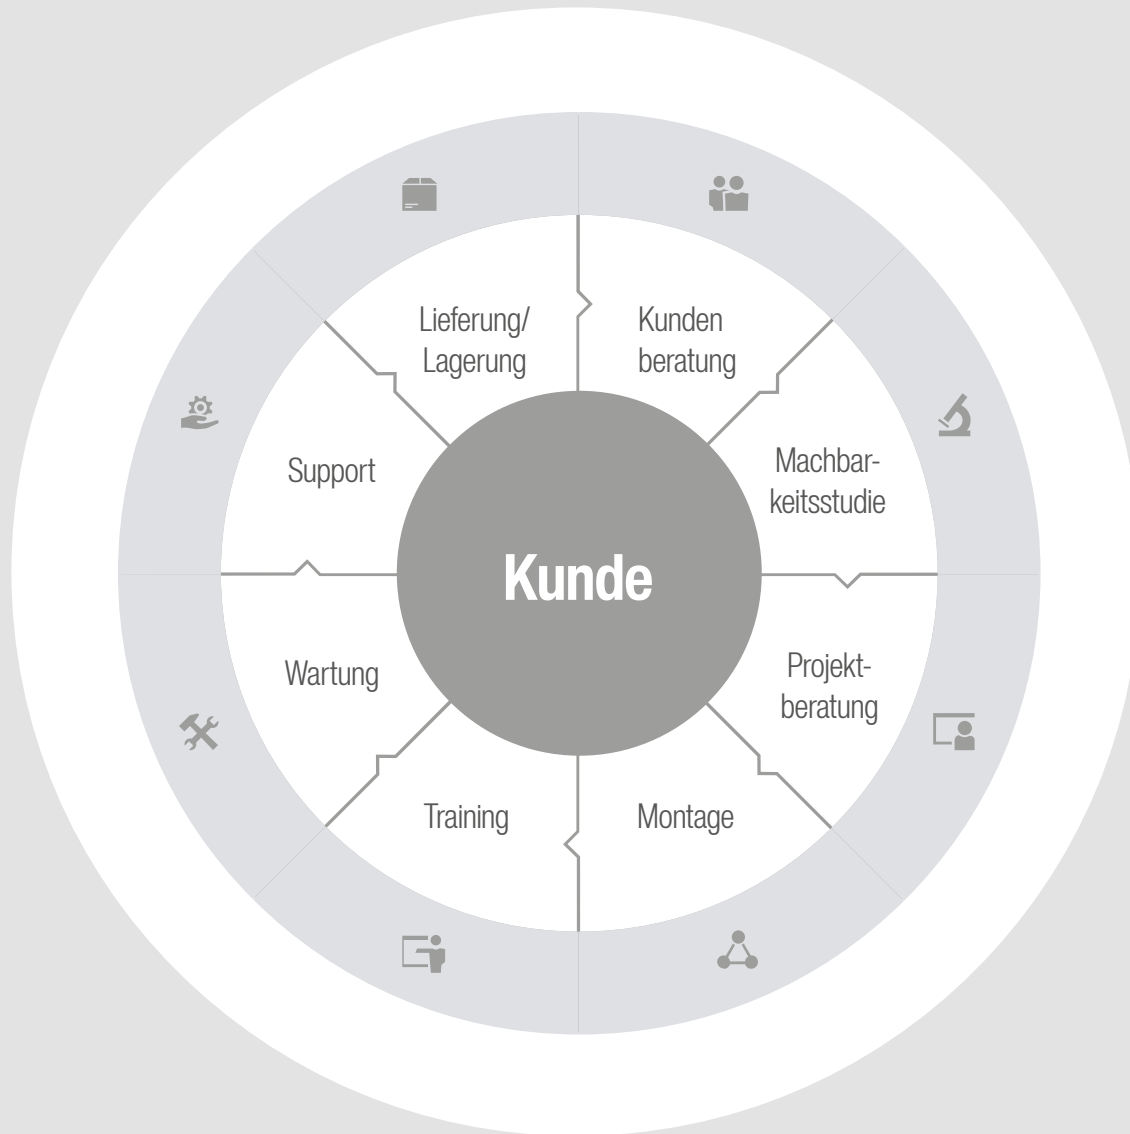 Lieferung/
Lagerung
Kunden
beratung
Machbar-
keitsstudie
Support
Kunde
Wartung
Projekt-
beratung
Training
Montage